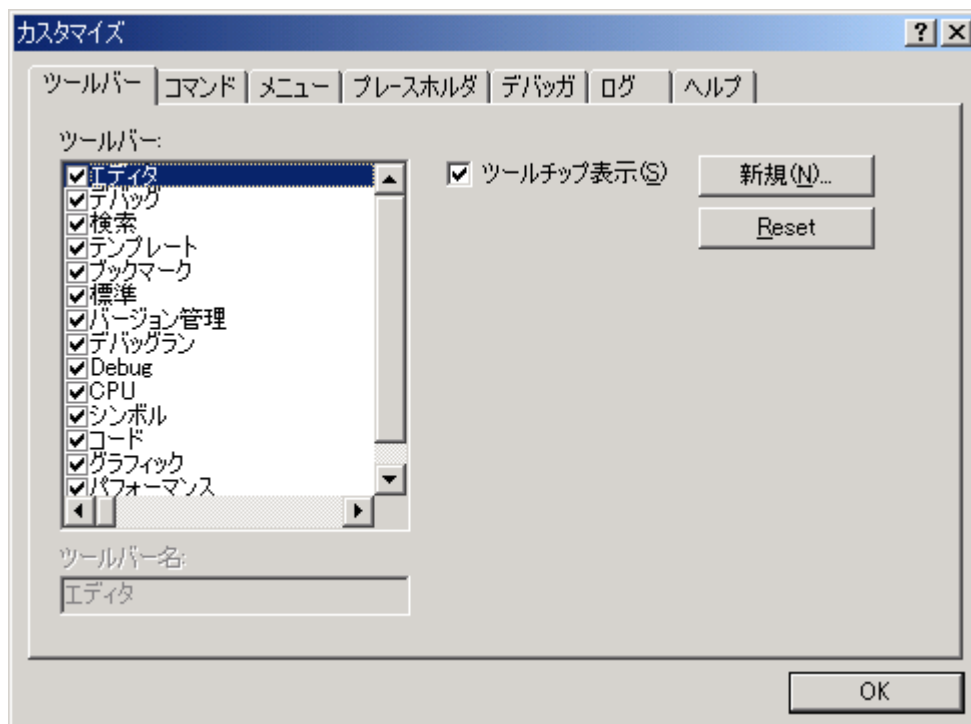 カスタマイズ
ツールバー コマンド メニュー プレースホルダ デバッガ ログ ヘルプ
ツールバー:
エディタ
デバッグ
検索
テンプレート
ブックマーク
標準
バージョン管理
デバッグラン
Debug
CPU
シンボル
コード
グラフィック
パフォーマンス
ツールチップ表示(S)
新規(N)...
Reset
ツールバー名:
エディタ
OK